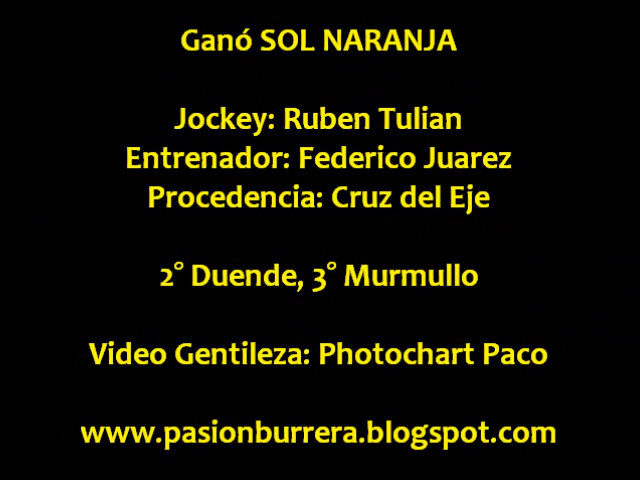 Ganó SOL NARANJA
Jockey: Ruben Tulian
Entrenador: Federico Juarez
Procedencia: Cruz del Eje
2° Duende, 3° Murmullo
Video Gentileza: Photochart Paco
www.pasionburrera.blogspot.com